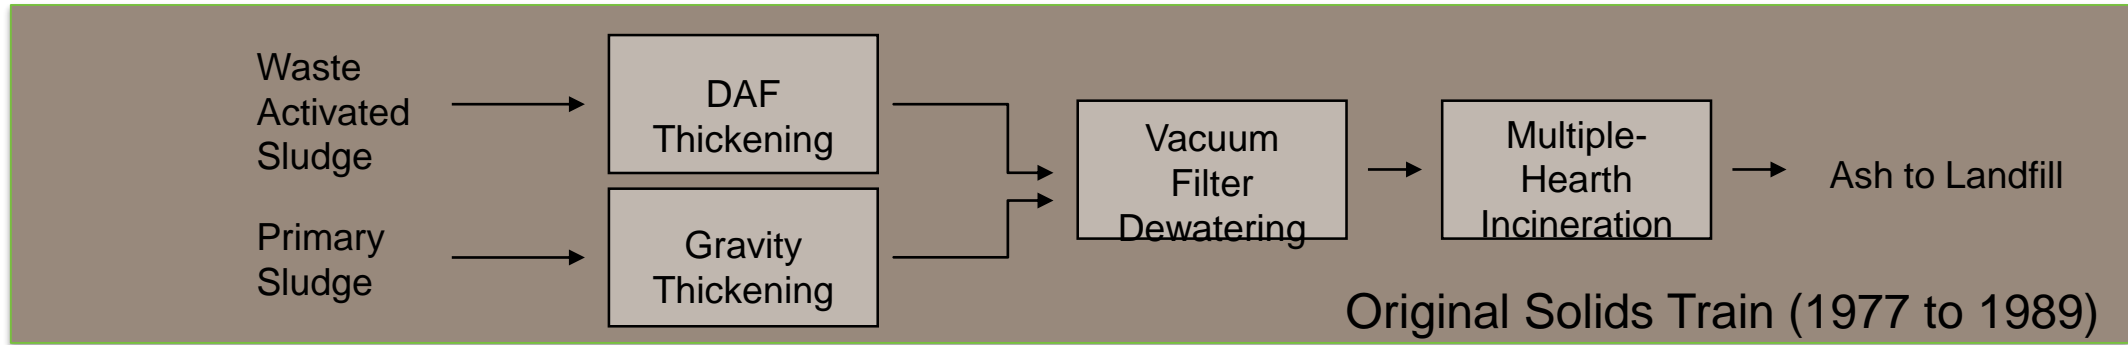 Waste
Activated
Sludge
DAF
Thickening
Primary
Sludge
Gravity
Thickening
Vacuum
Filter
Dewatering
Multiple-
Hearth
Incineration
Ash to Landfill
Original Solids Train (1977 to 1989)